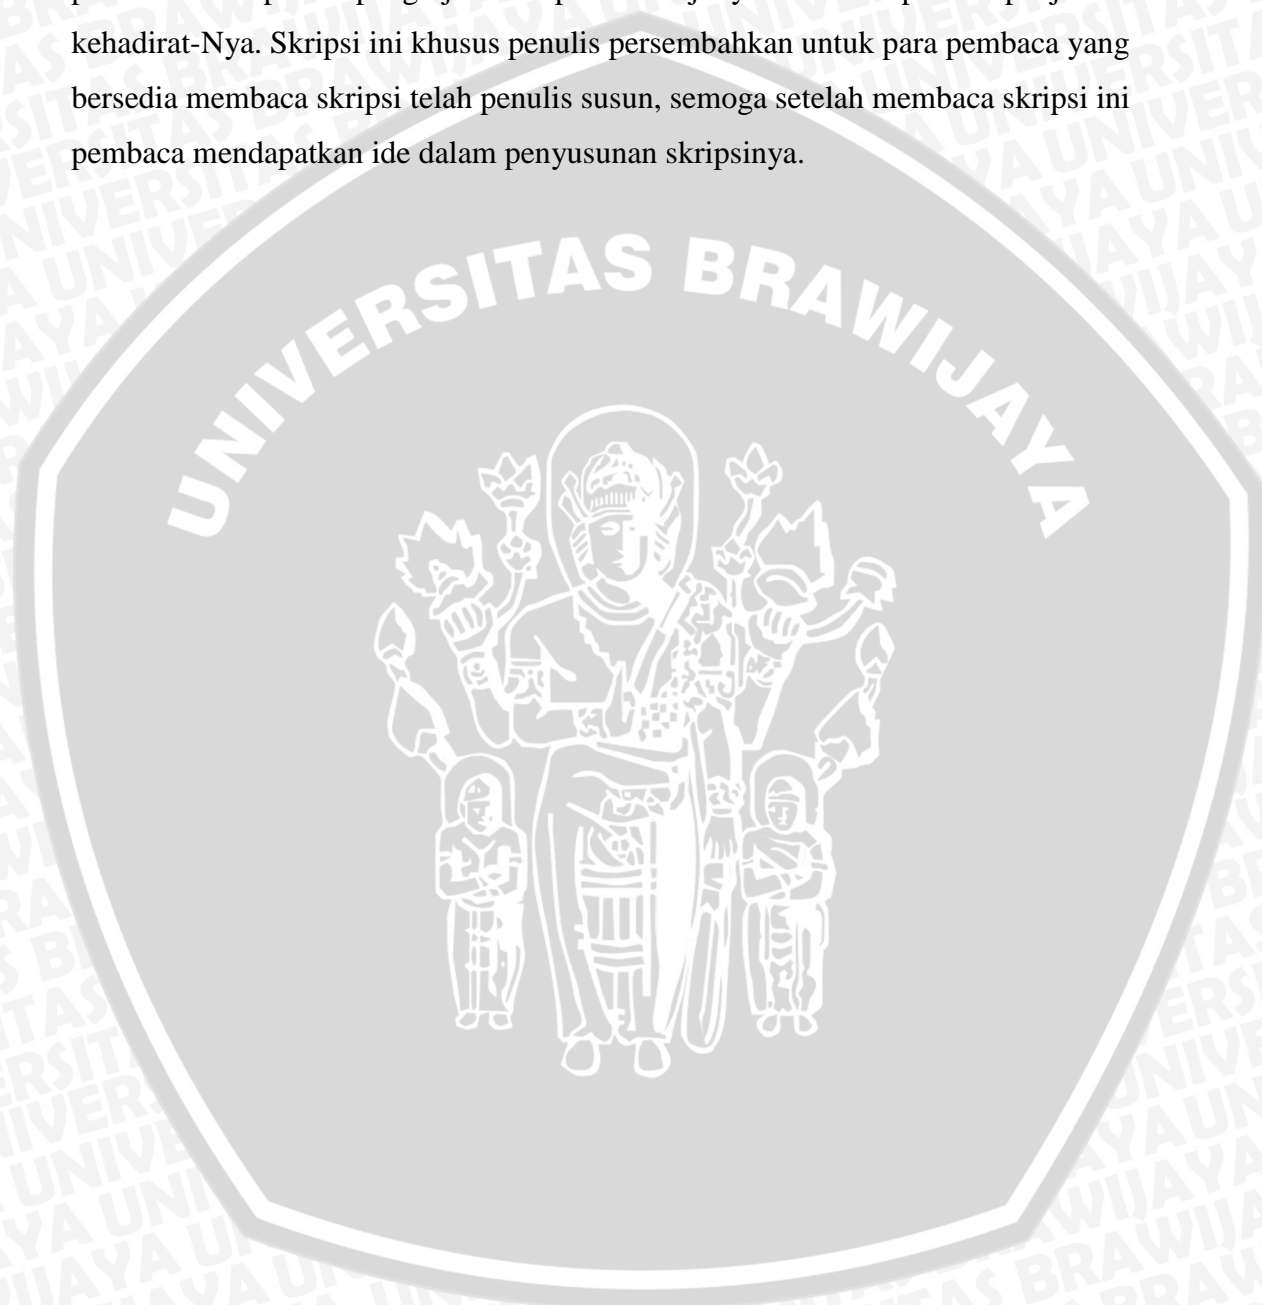 kehadirat-Nya. Skripsi ini khusus penulis persembahkan untuk para pembaca yang
bersedia membaca skripsi telah penulis susun, semoga setelah membaca skripsi ini
pembaca mendapatkan ide dalam penyusunan skripsinya.
UNIVERSITAS BRAWIJAYA